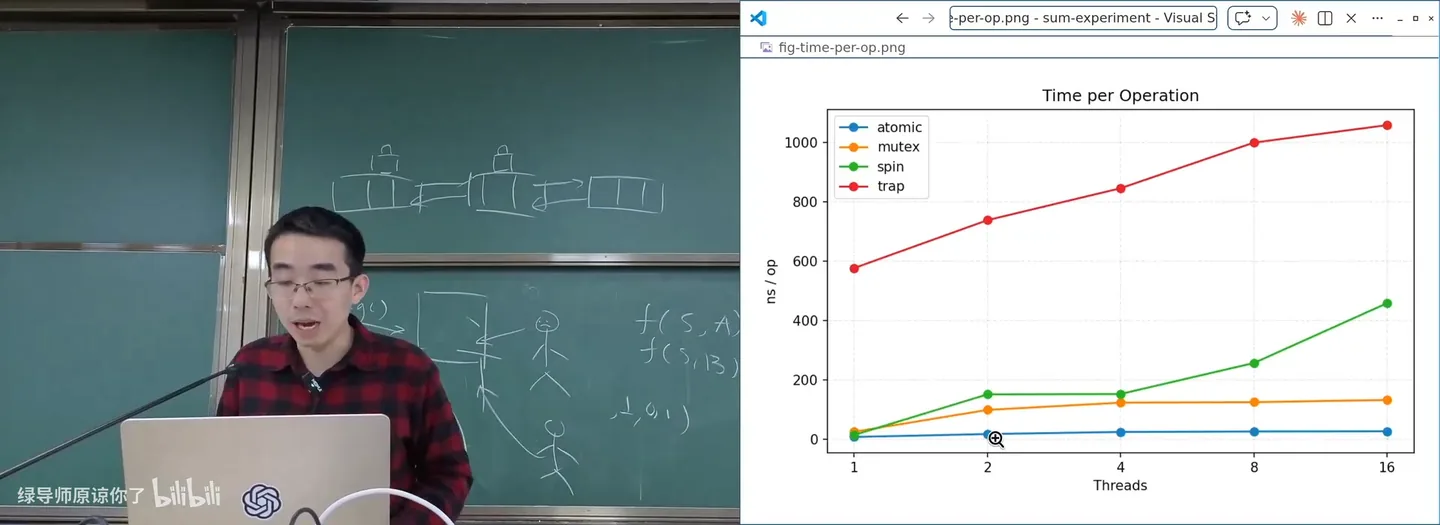 f(S,A)
f(S,B)
,1,0,1)
绿导师原谅你了 bilibili
e-per-op.png - sum-experiment - Visual S
fig-time-per-op.png
Time per Operation
atomic
mutex
spin
trap
1000
800
600
400
200
0
ns / op
1 2 4 8 16
Threads